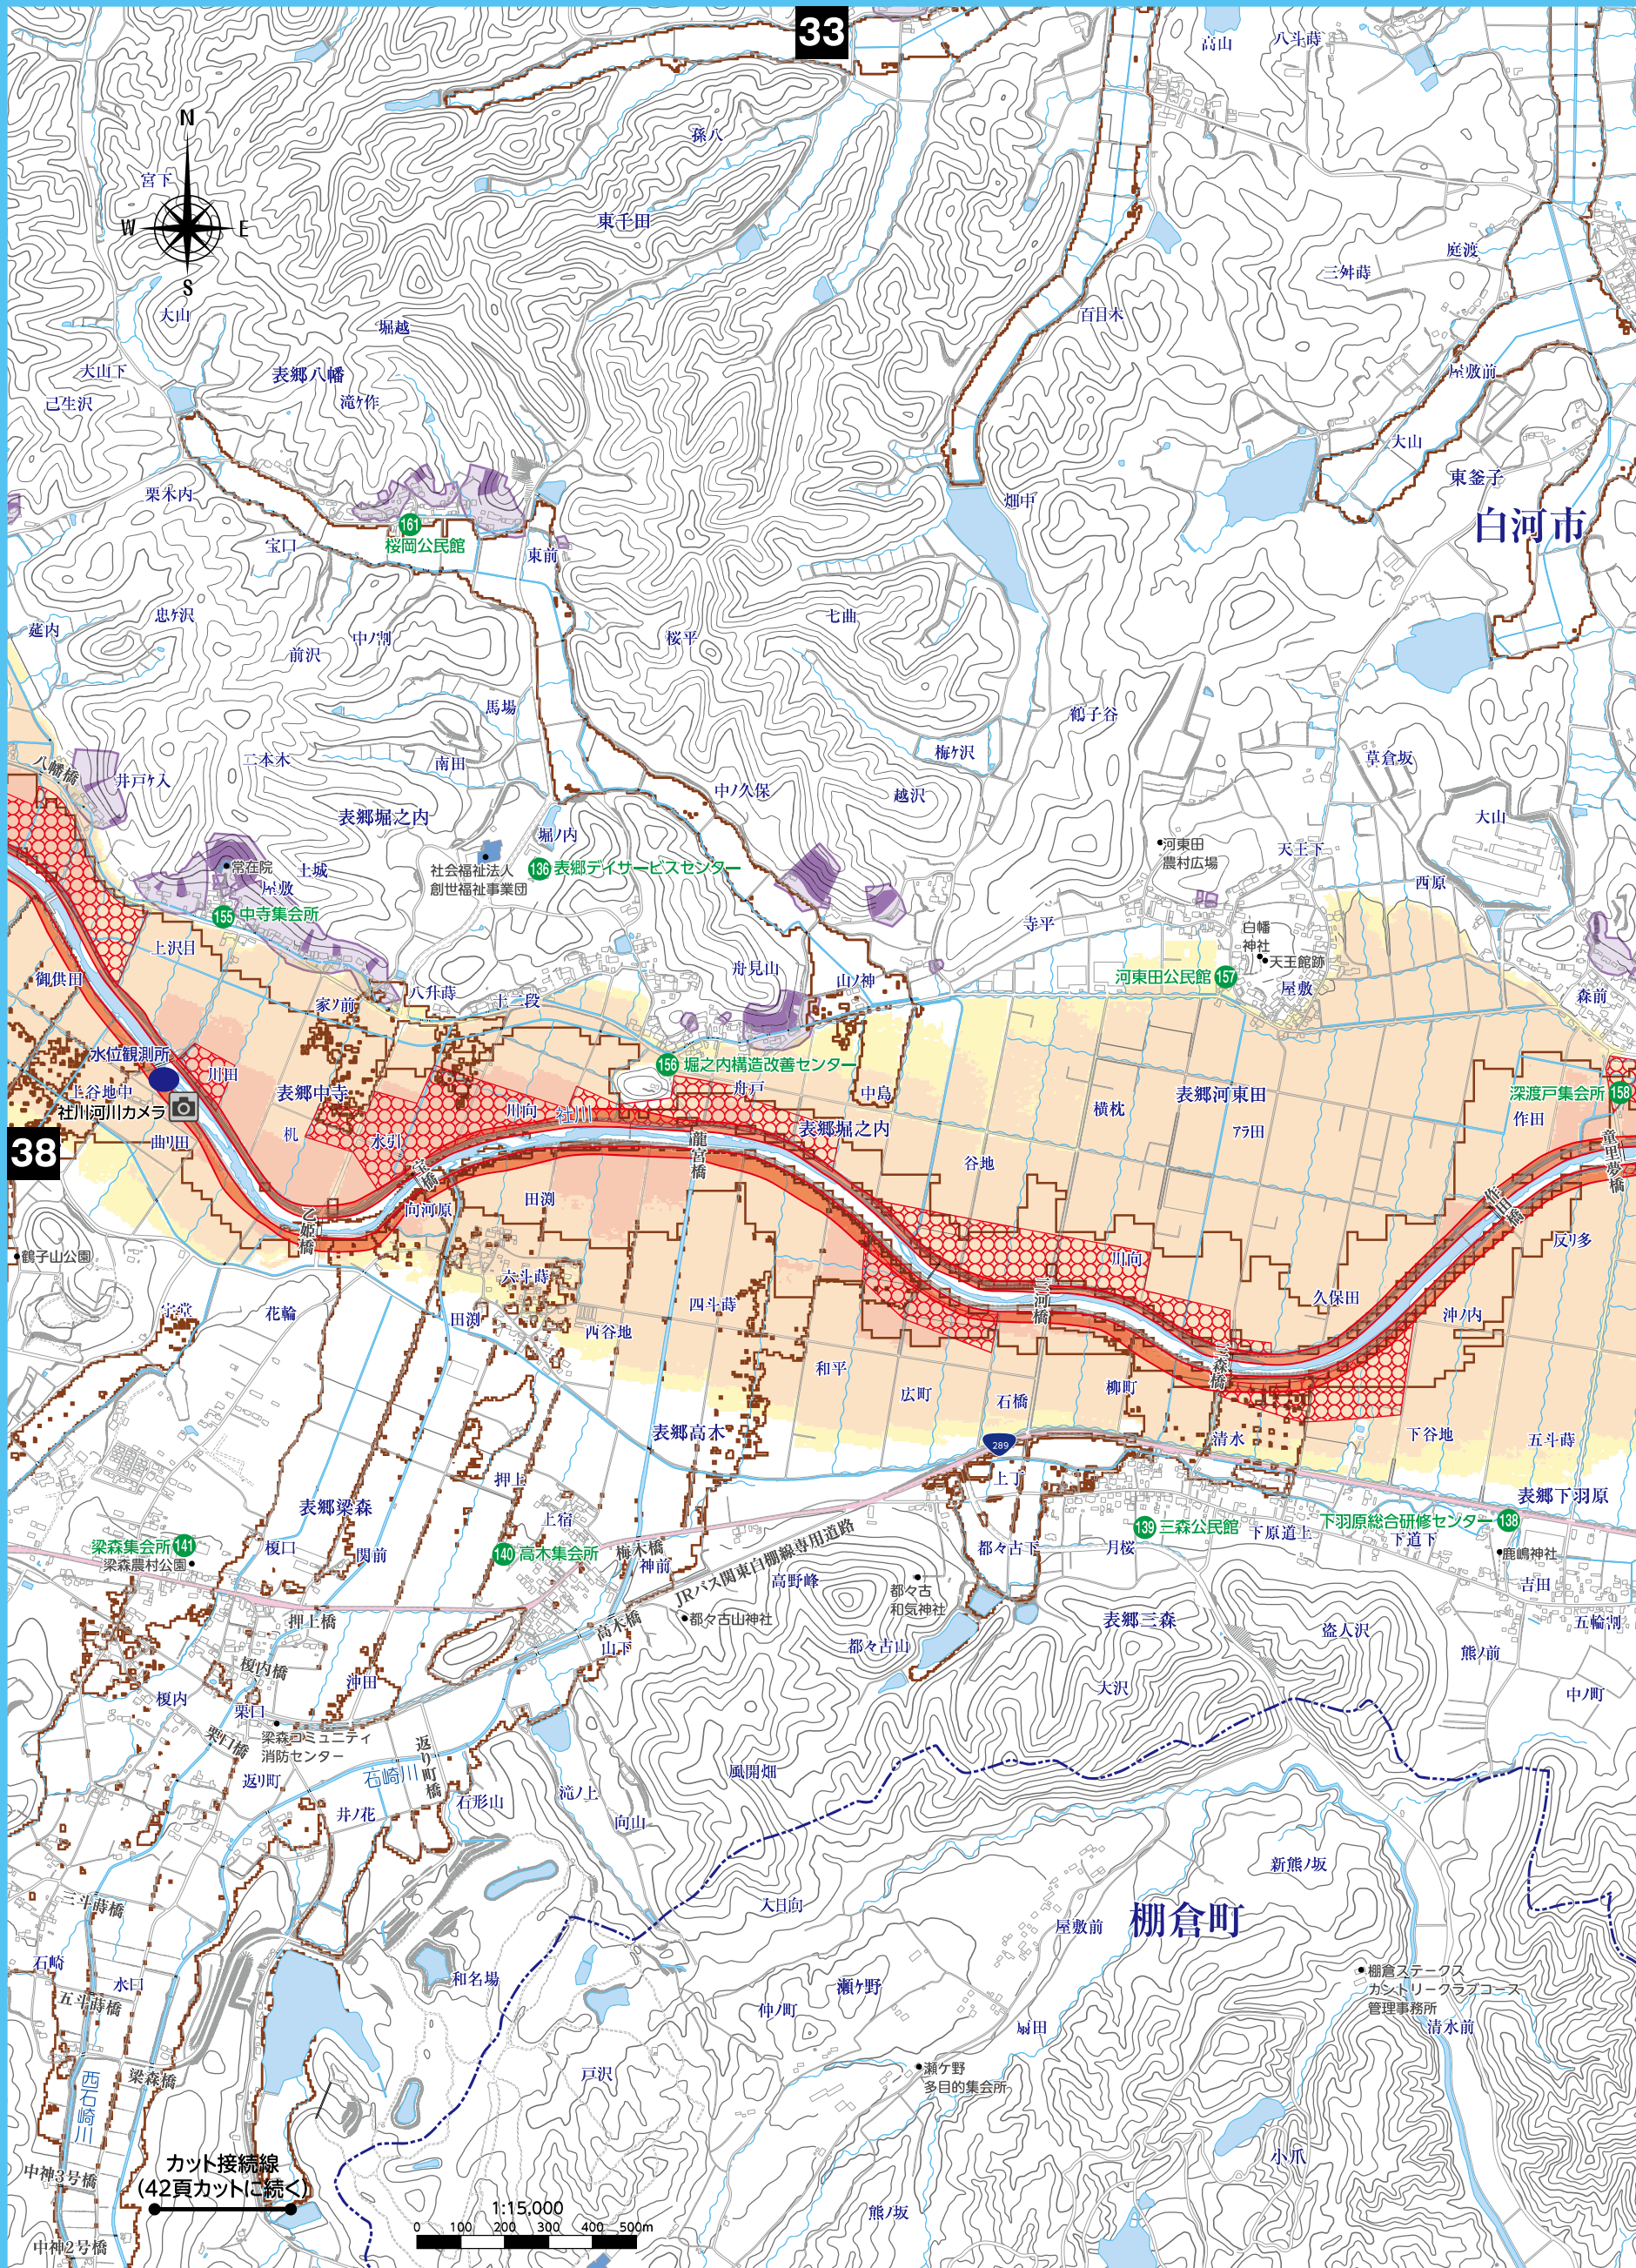 33
高山
八斗蒔
孫八
N
宮下
W
E
S
東千田
庭渡
三舛蒔
大山
堀越
百目木
大山下
表郷八幡
屋敷前
己生沢
滝ケ作
大山
東釜子
栗木内
畑中
白河市
161
桜岡公民館
宝口
東前
忠ケ沢
七曲
莚内
中ノ割
桜平
前沢
馬場
鶴子谷
二本木
南田
梅ケ沢
草倉坂
八幡橋
井戸ケ入
中ノ久保
越沢
表郷堀之内
大山
堀ノ内
河東田
農村広場
天王下
常在院
土城
社会福祉法人
創世福祉事業団
136 表郷デイサービスセンター
屋敷
西原
155 中寺集会所
寺平
白幡
神社
天王館跡
上沢目
舟見山
山ノ神
河東田公民館 157
御供田
屋敷
家ノ前
八升蒔
十二段
森前
水位観測所
川田
156 堀之内構造改善センター
上谷地中
表郷中寺
舟戸
中島
表郷河東田
深渡戸集会所 158
社川河川カメラ
川向
社川
横枕
作田
38
曲リ田
机
水引
表郷堀之内
アラ田
龍宮橋
童里夢橋
谷地
宝橋
田渕
作田橋
向河原
乙姫橋
反り多
鶴子山公園
川向
六斗蒔
三河橋
久保田
宇堂
花輪
田渕
四斗蒔
沖ノ内
西谷地
三森橋
和平
柳町
広町
石橋
表郷高木
289
清水
下谷地
五斗蒔
押上
上丁
表郷梁森
表郷下羽原
上宿
139 三森公民館
下原道上
下羽原総合研修センター 138
梁森集会所 141
榎口
関前
140 高木集会所
梅木橋
JRバス関東白棚線専用道路
都々古下
月桜
下道下
鹿嶋神社
梁森農村公園
神前
高野峰
都々古
和気神社
吉田
押上橋
高木橋
都々古山神社
表郷三森
盗人沢
五輪割
山下
都々古山
熊ノ前
榎内橋
沖田
大沢
榎内
中ノ町
栗口
栗口橋
梁森コミュニティ
消防センター
返り町橋
返り町
石崎川
風開畑
井ノ花
石形山
滝ノ上
向山
新熊ノ坂
三斗蒔橋
入日向
屋敷前
棚倉町
石崎
水口
和名場
瀬ケ野
棚倉ステークス
カントリークラブコース
管理事務所
五斗蒔橋
仲ノ町
扇田
清水前
梁森橋
戸沢
瀬ケ野
多目的集会所
西石崎川
小爪
カット接続線
(42頁カットに続く)
中神3号橋
1:15,000
熊ノ坂
0 100 200 300 400 500m
中神2号橋